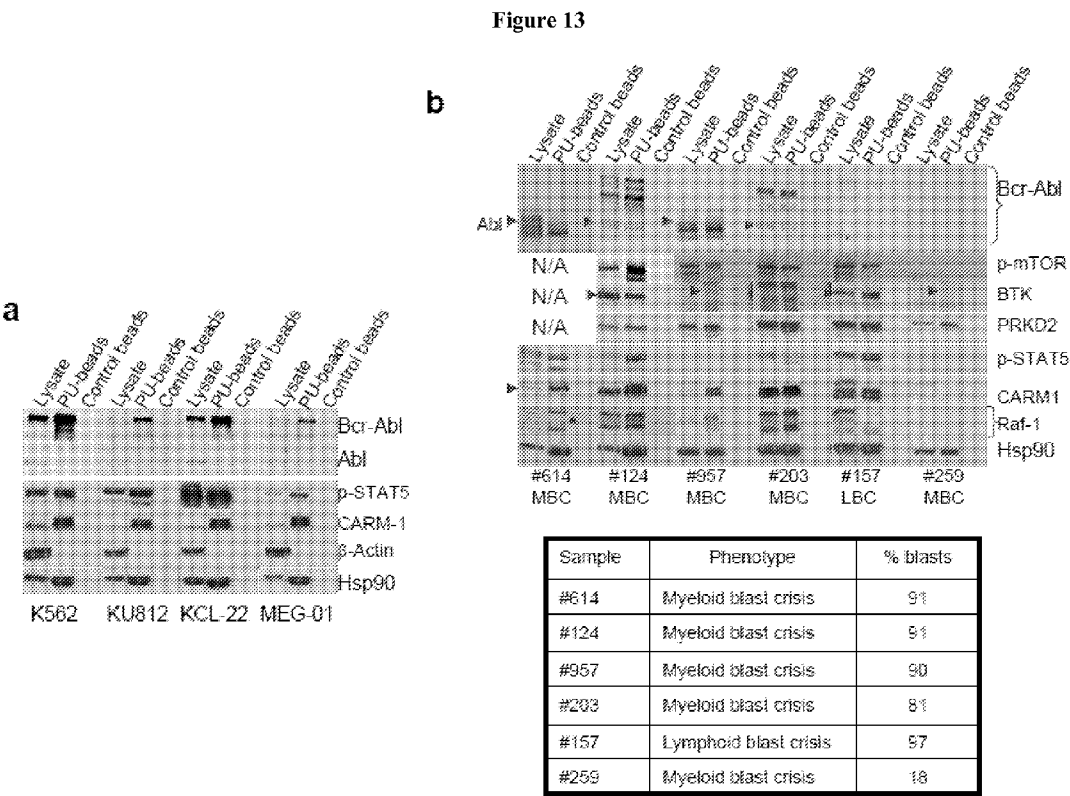 Figure 13
a
Lysate PU-beads Control beads Lysate PU-beads Control beads Lysate PU-beads Control beads Lysate PU-beads Control beads
Bcr-Abl
Abl
p-STAT5
CARM-1
β-Actin
Hsp90
K562 KU812 KCL-22 MEG-01
b
Lysate PU-beads Control beads Lysate PU-beads Control beads Lysate PU-beads Control beads Lysate PU-beads Control beads Lysate PU-beads Control beads Lysate PU-beads Control beads
Bcr-Abl
Abl
N/A p-mTOR
N/A BTK
N/A PRKD2
p-STAT5
CARM1
Raf-1
Hsp90
#614 #124 #957 #203 #157 #259
MBC MBC MBC MBC LBC MBC
Sample Phenotype % blasts
#614 Myeloid blast crisis 91
#124 Myeloid blast crisis 91
#957 Myeloid blast crisis 90
#203 Myeloid blast crisis 81
#157 Lymphoid blast crisis 97
#259 Myeloid blast crisis 18